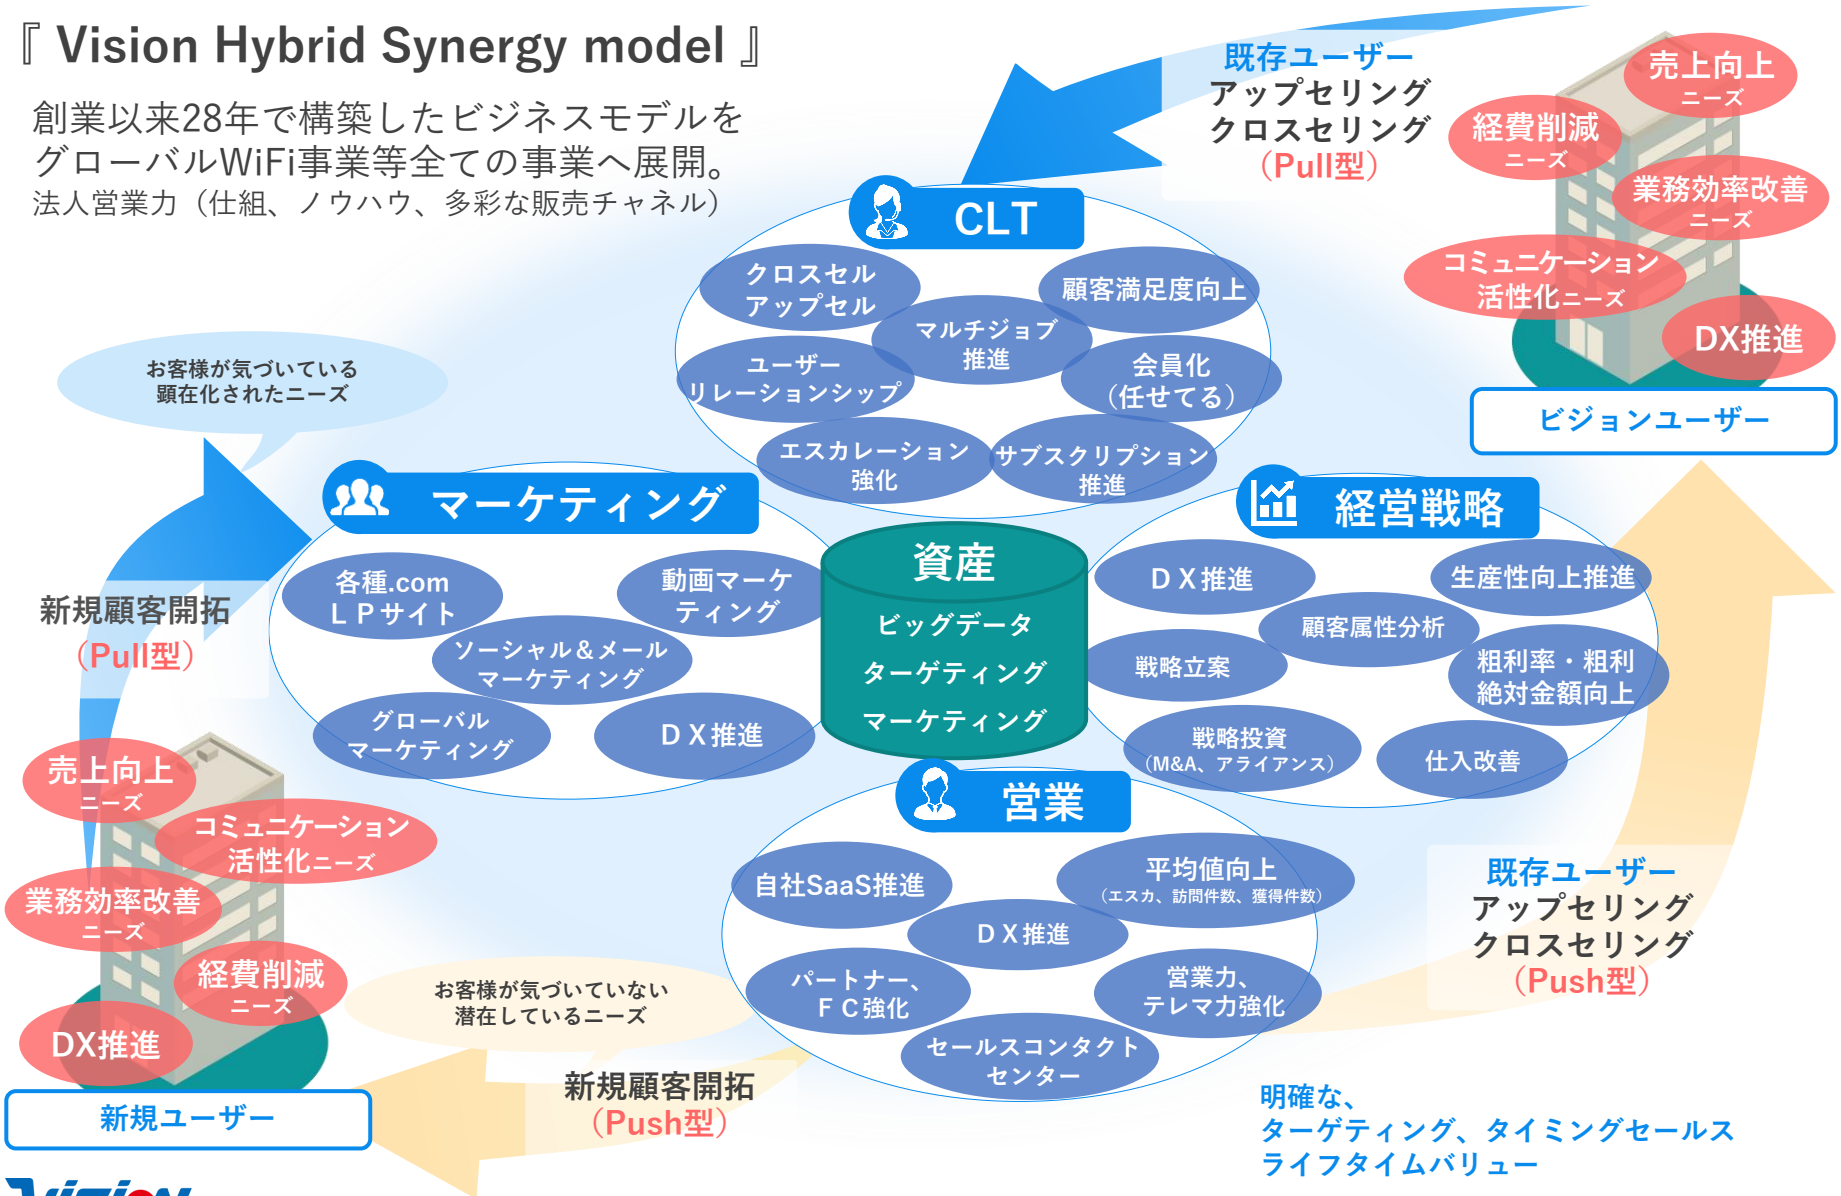 『 Vision Hybrid Synergy model 』
創業以来28年で構築したビジネスモデルを
グローバルWiFi事業等全ての事業へ展開。
法人営業力（仕組、ノウハウ、多彩な販売チャネル）
既存ユーザー
アップセリング
クロスセリング
（Pull型）
売上向上
ニーズ
経費削減
ニーズ
業務効率改善
ニーズ
コミュニケーション
活性化ニーズ
DX推進
ビジョンユーザー
CLT
クロスセル
アップセル
顧客満足度向上
マルチジョブ
推進
ユーザー
リレーションシップ
会員化
（任せてる）
エスカレーション
強化
サブスクリプション
推進
お客様が気づいている
顕在化されたニーズ
マーケティング
各種.com
ＬＰサイト
動画マーケ
ティング
ソーシャル＆メール
マーケティング
グローバル
マーケティング
ＤＸ推進
新規顧客開拓
（Pull型）
資産
ビッグデータ
ターゲティング
マーケティング
経営戦略
ＤＸ推進
生産性向上推進
顧客属性分析
戦略立案
粗利率・粗利
絶対金額向上
戦略投資
（M&A、アライアンス）
仕入改善
営業
自社SaaS推進
平均値向上
（エスカ、訪問件数、獲得件数）
ＤＸ推進
パートナー、
ＦＣ強化
営業力、
テレマ力強化
セールスコンタクト
センター
売上向上
ニーズ
コミュニケーション
活性化ニーズ
業務効率改善
ニーズ
経費削減
ニーズ
DX推進
新規ユーザー
お客様が気づいていない
潜在しているニーズ
新規顧客開拓
（Push型）
既存ユーザー
アップセリング
クロスセリング
（Push型）
明確な、
ターゲティング、タイミングセールス
ライフタイムバリュー
VISION